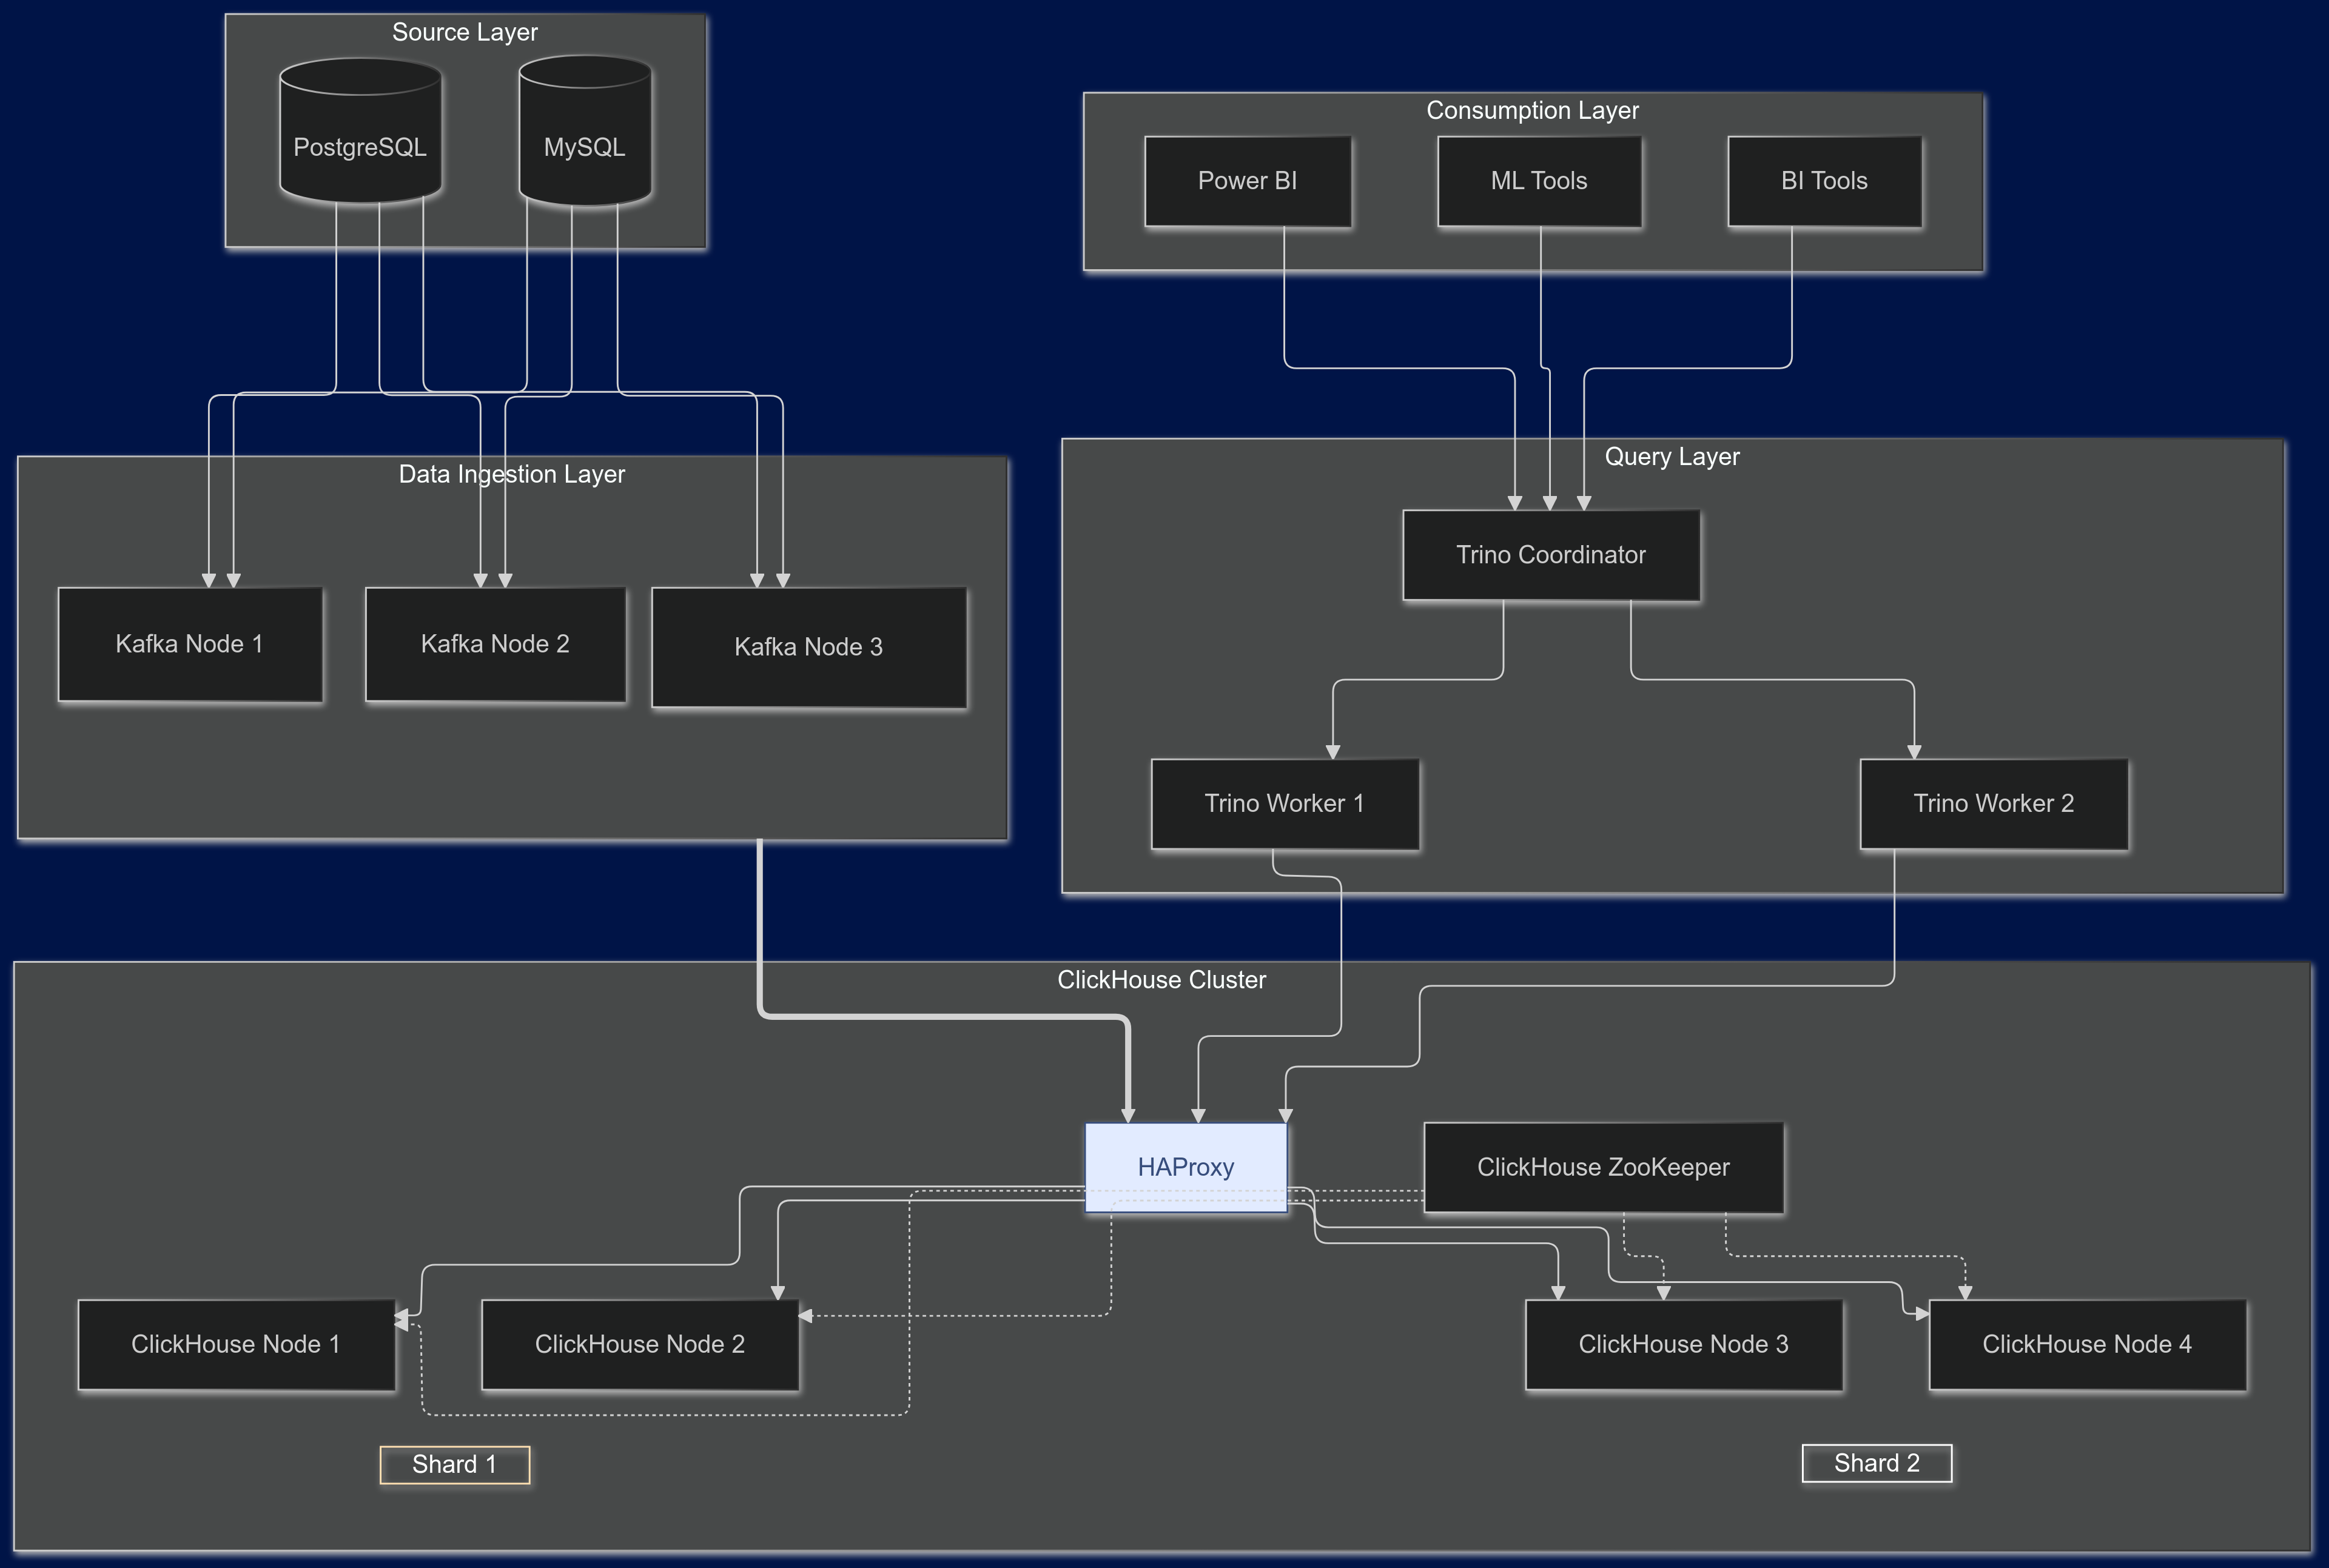 Source Layer
PostgreSQL
MySQL
Consumption Layer
Power BI
ML Tools
BI Tools
Data Ingestion Layer
Kafka Node 1
Kafka Node 2
Kafka Node 3
Query Layer
Trino Coordinator
Trino Worker 1
Trino Worker 2
ClickHouse Cluster
HAProxy
ClickHouse ZooKeeper
ClickHouse Node 1
ClickHouse Node 2
ClickHouse Node 3
ClickHouse Node 4
Shard 1
Shard 2